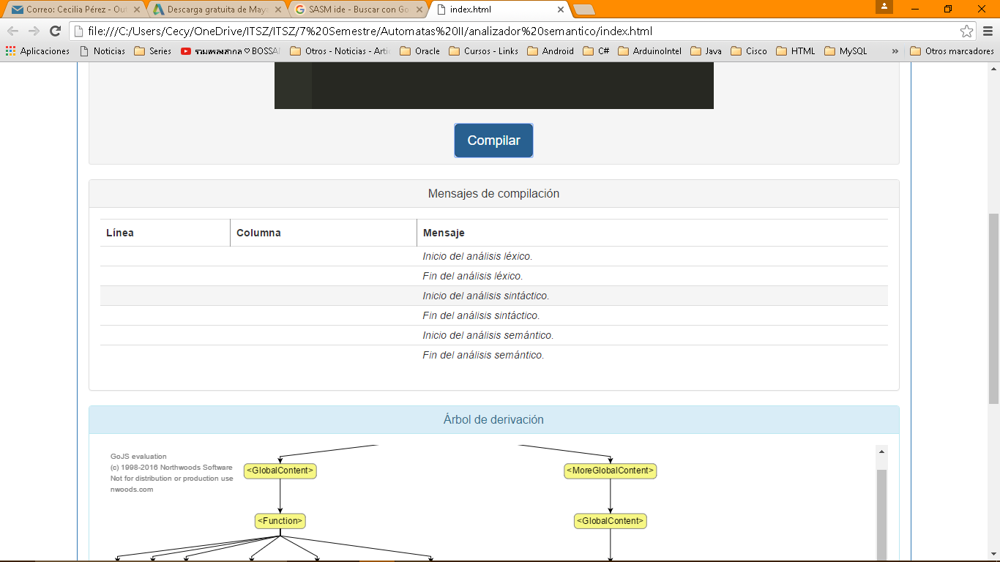 Correo: Cecilia Pérez - Out
Descarga gratuita de May
SASM ide - Buscar con Go
index.html
file:///C:/Users/Cecy/OneDrive/ITSZ/ITSZ/7%20Semestre/Automatas%20II/analizador%20semantico/index.html
Aplicaciones Noticias Series รวมเพลงสากล ♡ BOSSAN Otros - Noticias - Arti Oracle Cursos - Links Android C# ArduinoIntel Java Cisco HTML MySQL » Otros marcadores
Compilar
Mensajes de compilación
Línea Columna Mensaje
Inicio del análisis léxico.
Fin del análisis léxico.
Inicio del análisis sintáctico.
Fin del análisis sintáctico.
Inicio del análisis semántico.
Fin del análisis semántico.
Árbol de derivación
GoJS evaluation
(c) 1998-2016 Northwoods Software
Not for distribution or production use
nwoods.com
<GlobalContent>
<MoreGlobalContent>
<Function>
<GlobalContent>